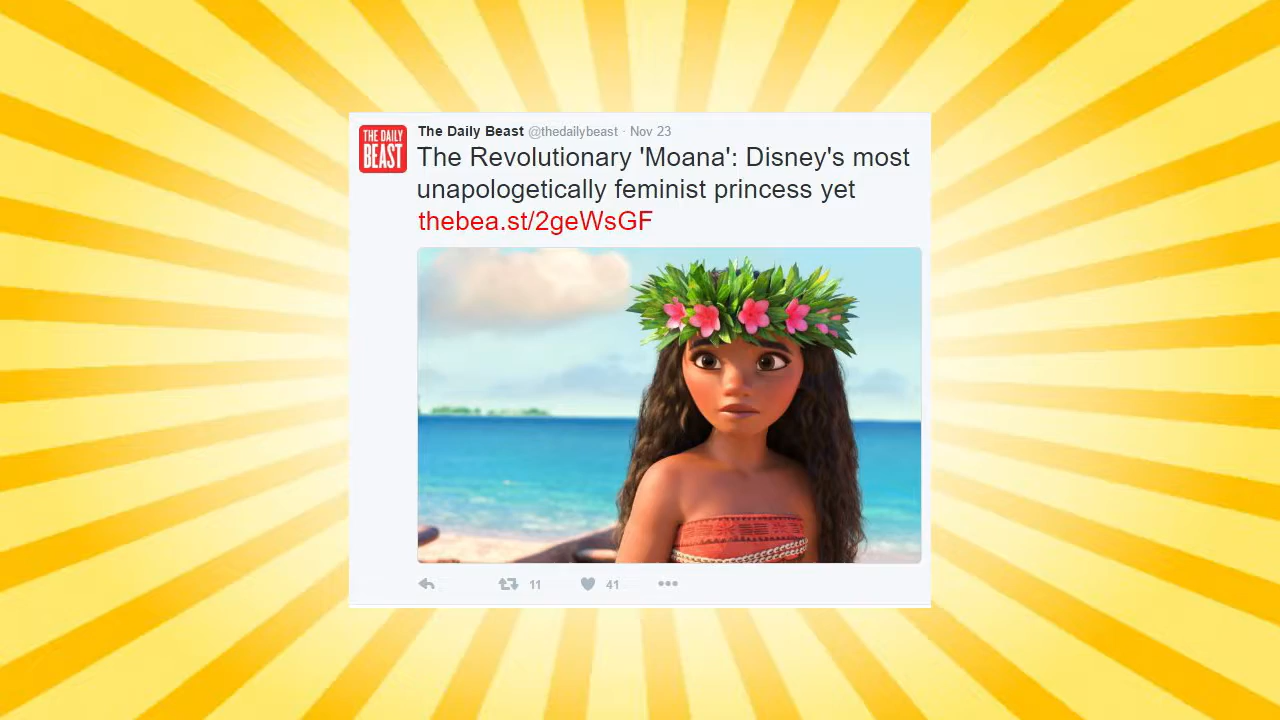 THE DAILY
BEAST
The Daily Beast @thedailybeast · Nov 23
The Revolutionary 'Moana': Disney's most
unapologetically feminist princess yet
thebea.st/2geWsGF
11 41